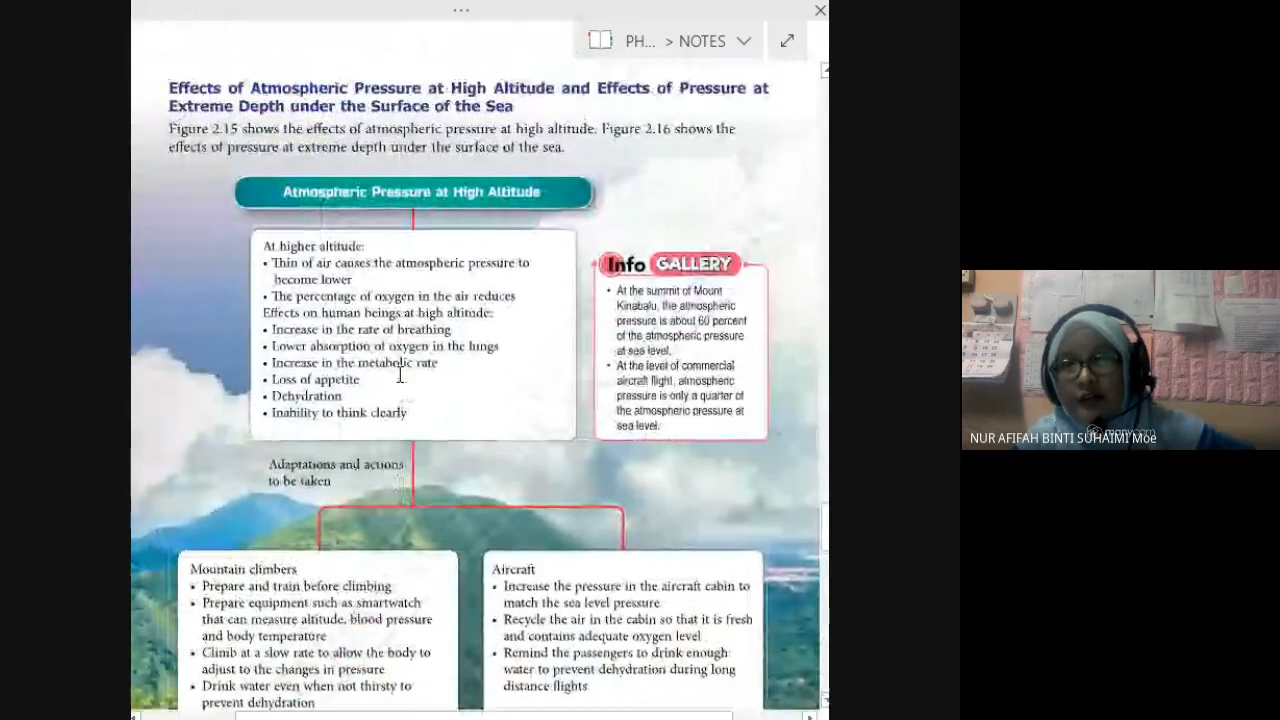 PH... > NOTES
Effects of Atmospheric Pressure at High Altitude and Effects of Pressure at
Extreme Depth under the Surface of the Sea
Figure 2.15 shows the effects of atmospheric pressure at high altitude. Figure 2.16 shows the
effects of pressure at extreme depth under the surface of the sea.
Atmospheric Pressure at High Altitude
At higher altitude:
• Thin of air causes the atmospheric pressure to
become lower
• The percentage of oxygen in the air reduces
Effects on human beings at high altitude:
• Increase in the rate of breathing
• Lower absorption of oxygen in the lungs
• Increase in the metabolic rate
• Loss of appetite
• Dehydration
• Inability to think clearly
Info GALLERY
• At the summit of Mount
Kinabalu, the atmospheric
pressure is about 60 percent
of the atmospheric pressure
at sea level.
• At the level of commercial
aircraft flight, atmospheric
pressure is only a quarter of
the atmospheric pressure at
sea level.
Adaptations and actions
to be taken
Mountain climbers
• Prepare and train before climbing
• Prepare equipment such as smartwatch
that can measure altitude, blood pressure
and body temperature
• Climb at a slow rate to allow the body to
adjust to the changes in pressure
• Drink water even when not thirsty to
prevent dehydration
Aircraft
• Increase the pressure in the aircraft cabin to
match the sea level pressure
• Recycle the air in the cabin so that it is fresh
and contains adequate oxygen level
• Remind the passengers to drink enough
water to prevent dehydration during long
distance flights
manycam
NUR AFIFAH BINTI SUHAIMI Moe